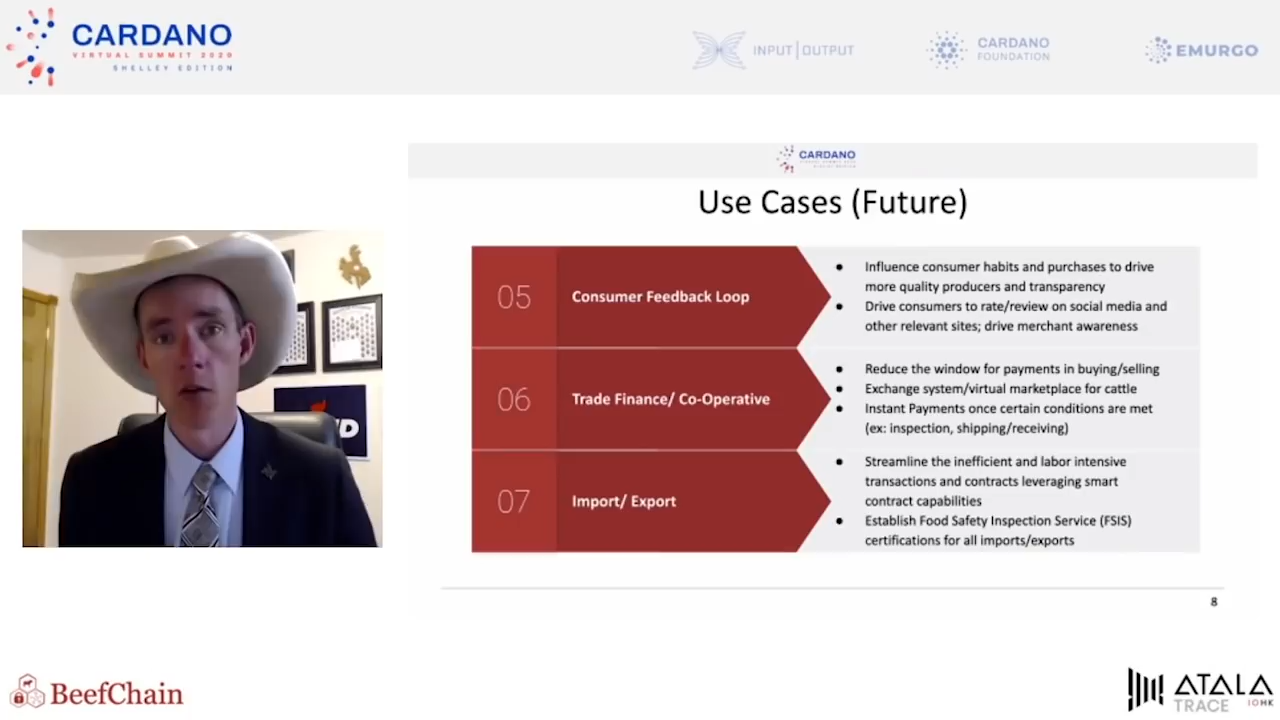 CARDANO
VIRTUAL SUMMIT 2020
SHELLEY EDITION
INPUT|OUTPUT
CARDANO
FOUNDATION
EMURGO
CARDANO
Use Cases (Future)
05
Consumer Feedback Loop
● Influence consumer habits and purchases to drive
more quality producers and transparency
● Drive consumers to rate/review on social media and
other relevant sites; drive merchant awareness
06
Trade Finance/ Co-Operative
● Reduce the window for payments in buying/selling
● Exchange system/virtual marketplace for cattle
● Instant Payments once certain conditions are met
(ex: inspection, shipping/receiving)
07
Import/ Export
● Streamline the inefficient and labor intensive
transactions and contracts leveraging smart
contract capabilities
● Establish Food Safety Inspection Service (FSIS)
certifications for all imports/exports
8
BeefChain
ATALA
TRACE
IOHK